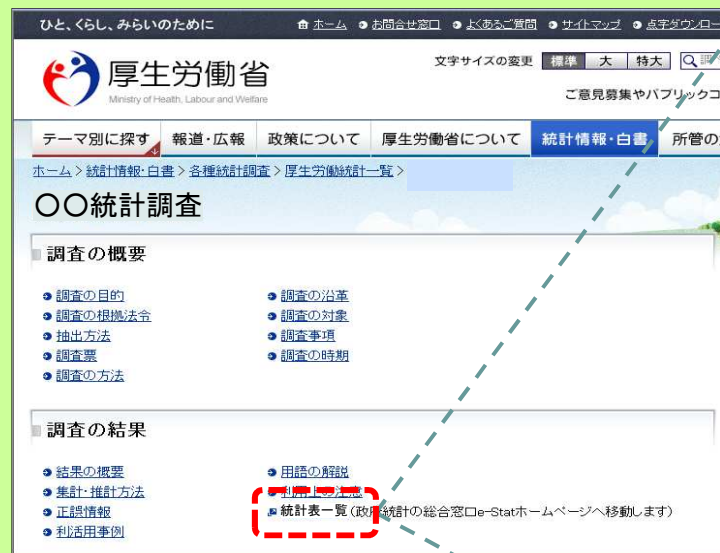 ひと、くらし、みらいのために ホーム お問合せ窓口 よくあるご質問 サイトマップ 点字ダウンロー
厚生労働省
Ministry of Health, Labour and Welfare
文字サイズの変更 標準 大 特大
ご意見募集やパブリックコ
テーマ別に探す 報道・広報 政策について 厚生労働省について 統計情報・白書 所管の
ホーム > 統計情報・白書 > 各種統計調査 > 厚生労働統計一覧 >
〇〇統計調査
調査の概要
調査の目的 調査の沿革
調査の根拠法令 調査の対象
抽出方法 調査事項
調査票 調査の時期
調査の方法
調査の結果
結果の概要 用語の解説
集計・推計方法 利用上の注意
正誤情報 統計表一覧(政府統計の総合窓口e-Statホームページへ移動します)
利活用事例